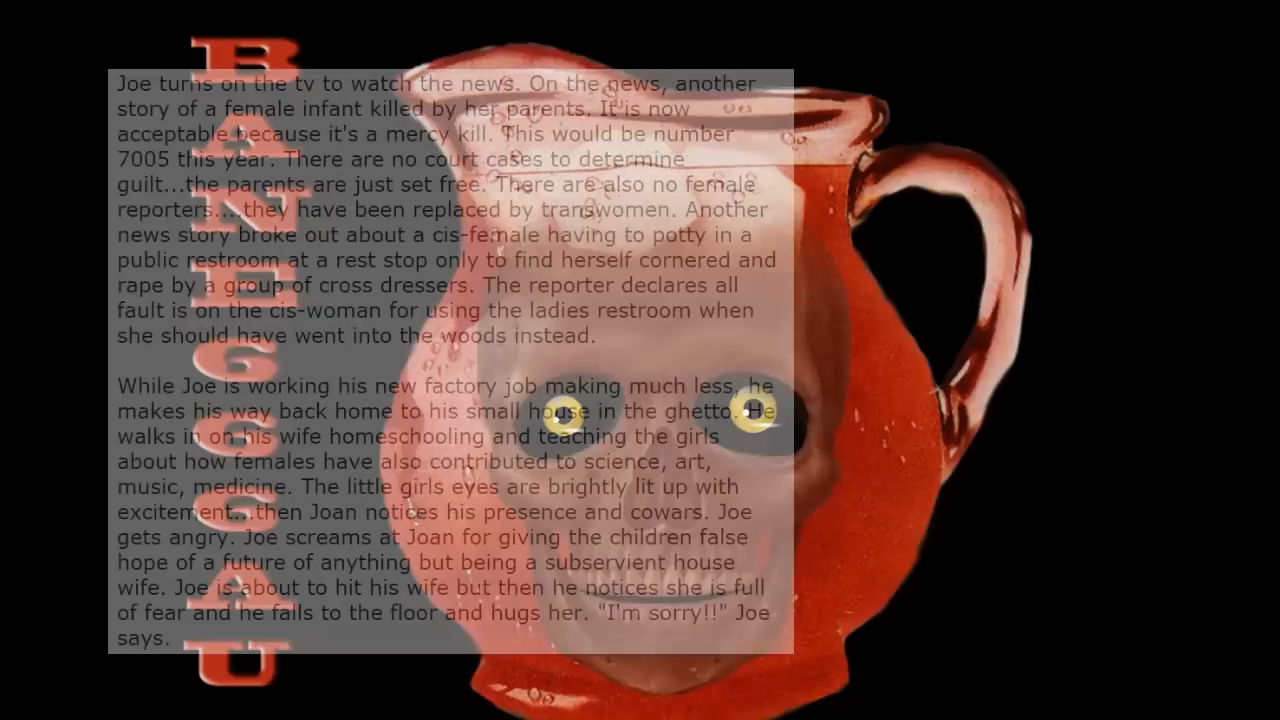 BANEGGGAU
Joe turns on the tv to watch the news. On the news, another
story of a female infant killed by her parents. It is now
acceptable because it's a mercy kill. This would be number
7005 this year. There are no court cases to determine
guilt...the parents are just set free. There are also no female
reporters....they have been replaced by transwomen. Another
news story broke out about a cis-female having to potty in a
public restroom at a rest stop only to find herself cornered and
rape by a group of cross dressers. The reporter declares all
fault is on the cis-woman for using the ladies restroom when
she should have went into the woods instead.
While Joe is working his new factory job making much less, he
makes his way back home to his small house in the ghetto. He
walks in on his wife homeschooling and teaching the girls
about how females have also contributed to science, art,
music, medicine. The little girls eyes are brightly lit up with
excitement...then Joan notices his presence and cowars. Joe
gets angry. Joe screams at Joan for giving the children false
hope of a future of anything but being a subservient house
wife. Joe is about to hit his wife but then he notices she is full
of fear and he falls to the floor and hugs her. "I'm sorry!!" Joe
says.